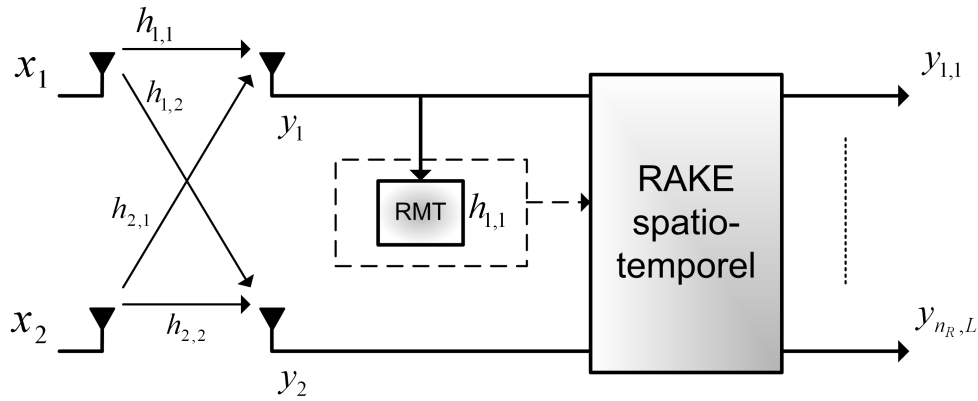 h1,1
x1
h1,2
y1
y1,1
RMT h1,1
RAKE
spatio-
temporel
h2,1
x2
h2,2
y2
ynR,L